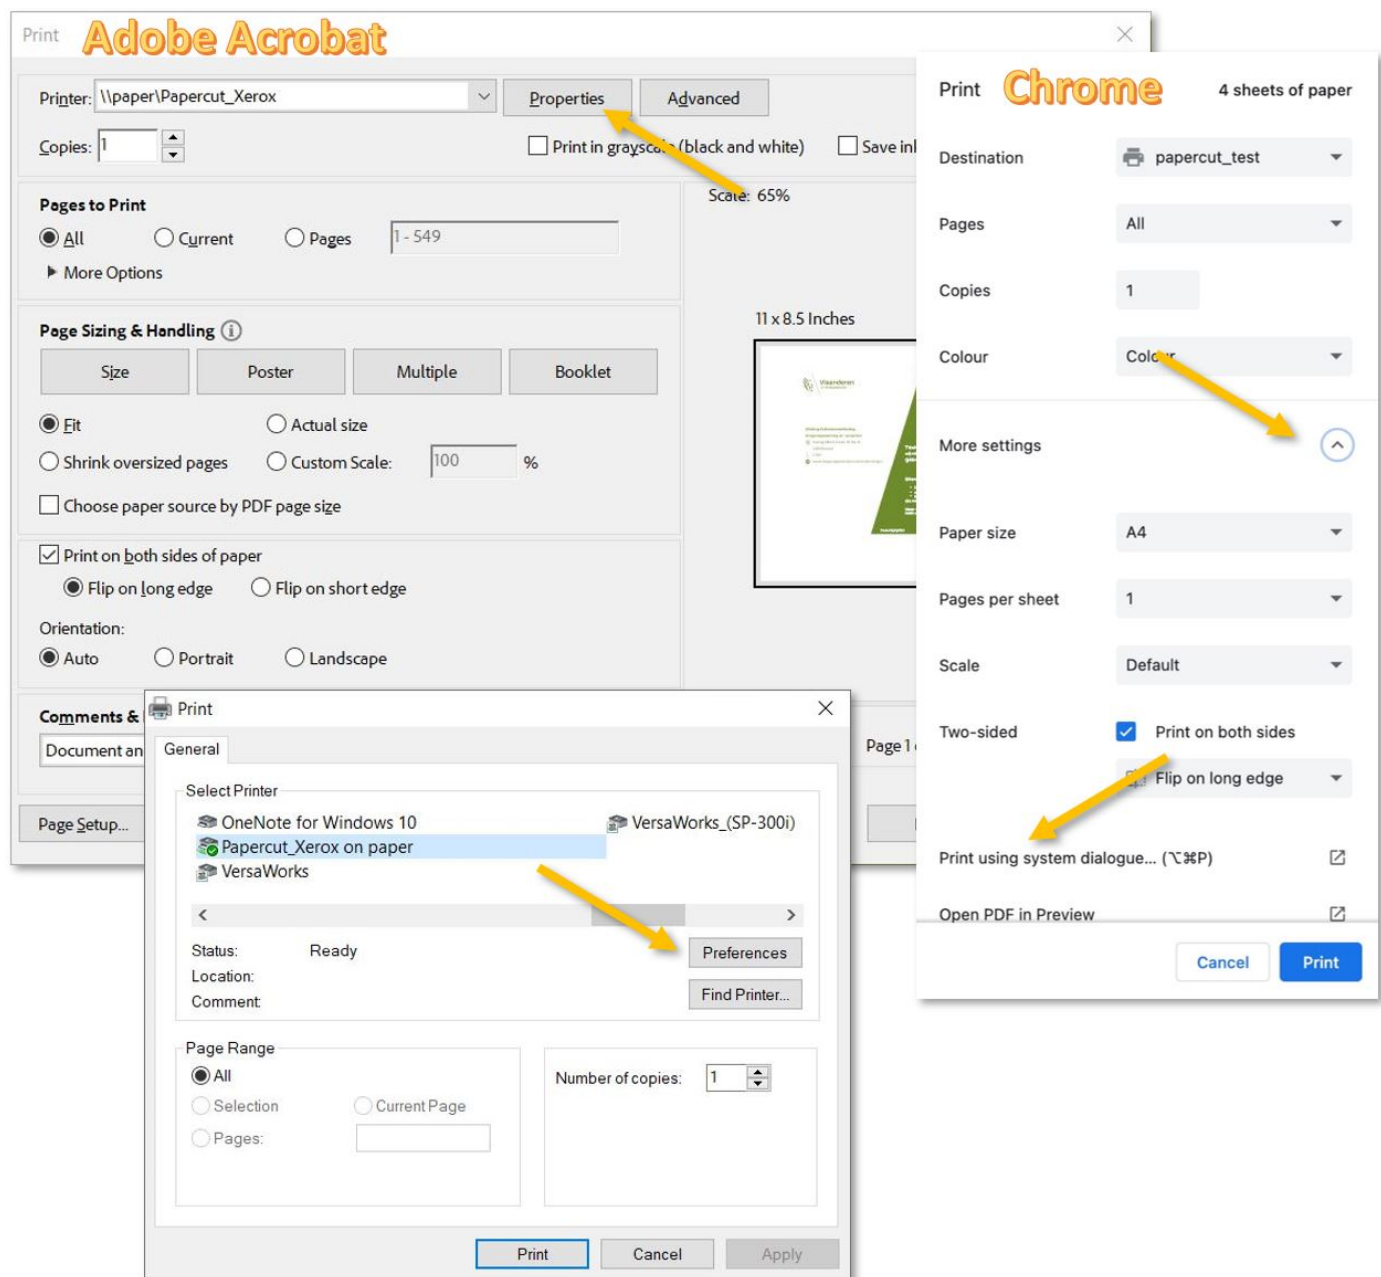 Print Adobe Acrobat
Printer: \\paper\Papercut_Xerox Properties Advanced
Copies: 1 Print in grayscale (black and white) Save ink
Pages to Print
All Current Pages 1 - 549
More Options
Scale: 65%
11 x 8.5 Inches
Vlaanderen
Page Sizing & Handling
Size Poster Multiple Booklet
Fit Actual size
Shrink oversized pages Custom Scale: 100 %
Choose paper source by PDF page size
Print on both sides of paper
Flip on long edge Flip on short edge
Orientation:
Auto Portrait Landscape
Comments &
Document an
Page 1
Page Setup...
Print
General
Select Printer
OneNote for Windows 10 VersaWorks_(SP-300i)
Papercut_Xerox on paper
VersaWorks
Status: Ready
Location:
Comment:
Preferences
Find Printer...
Page Range
All
Selection Current Page
Pages:
Number of copies: 1
Print Cancel Apply
Print Chrome 4 sheets of paper
Destination papercut_test
Pages All
Copies 1
Colour Colour
More settings
Paper size A4
Pages per sheet 1
Scale Default
Two-sided Print on both sides
Flip on long edge
Print using system dialogue... (⌥⌘P)
Open PDF in Preview
Cancel Print